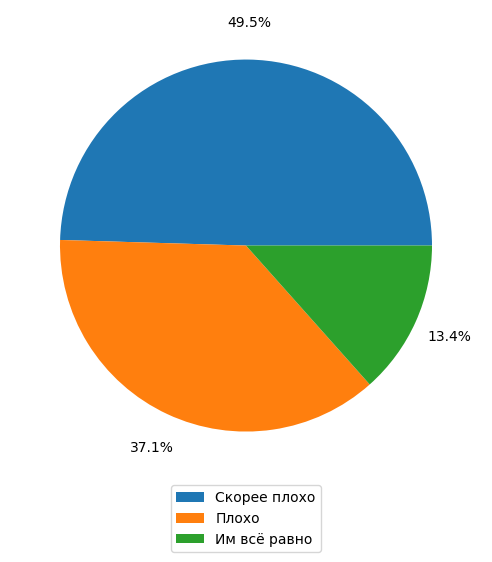 49.5%
13.4%
37.1%
Скорее плохо
Плохо
Им всё равно